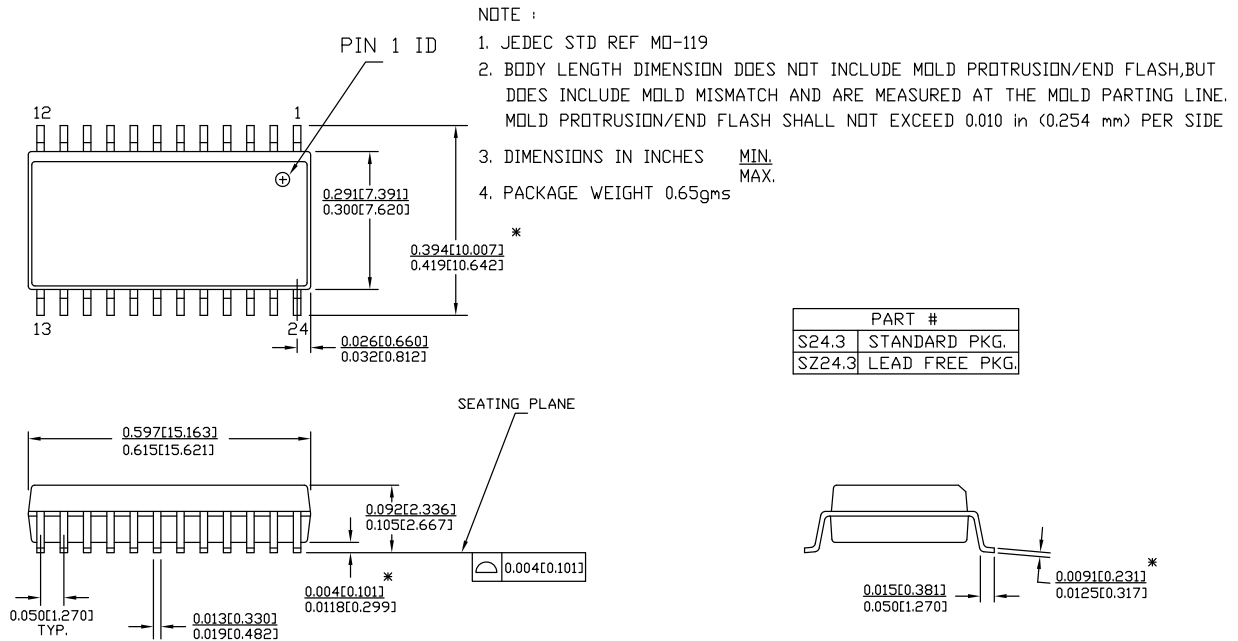 NOTE :
PIN 1 ID
1. JEDEC STD REF MO-119
2. BODY LENGTH DIMENSION DOES NOT INCLUDE MOLD PROTRUSION/END FLASH,BUT
DOES INCLUDE MOLD MISMATCH AND ARE MEASURED AT THE MOLD PARTING LINE.
MOLD PROTRUSION/END FLASH SHALL NOT EXCEED 0.010 in (0.254 mm) PER SIDE
3. DIMENSIONS IN INCHES MIN.
MAX.
4. PACKAGE WEIGHT 0.65gms
12 1
0.291[7.391]
0.300[7.620]
*
0.394[10.007]
0.419[10.642]
13 24
0.026[0.660]
0.032[0.812]
PART #
S24.3 STANDARD PKG.
SZ24.3 LEAD FREE PKG.
SEATING PLANE
0.597[15.163]
0.615[15.621]
0.092[2.336]
0.105[2.667]
0.004[0.101]
*
0.004[0.101]
0.0118[0.299]
0.050[1.270]
TYP.
0.013[0.330]
0.019[0.482]
0.015[0.381]
0.050[1.270]
*
0.0091[0.231]
0.0125[0.317]